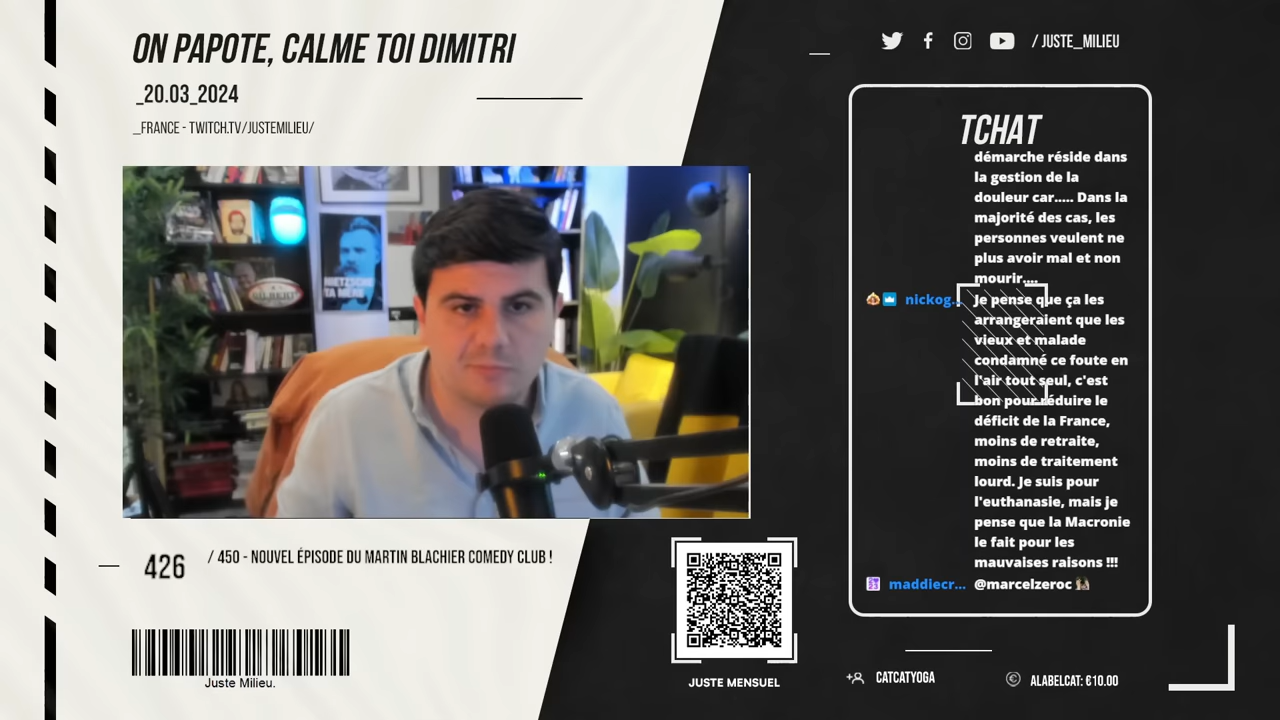 ON PAPOTE, CALME TOI DIMITRI
_20.03_2024
_FRANCE - TWITCH.TV/JUSTEMILIEU/
/ JUSTE_MILIEU
TCHAT
démarche réside dans
la gestion de la
douleur car..... Dans la
majorité des cas, les
personnes veulent ne
plus avoir mal et non
mourir....
nickog... Je pense que ça les
arrangeraient que les
vieux et malade
condamné ce foute en
l'air tout seul, c'est
bon pour réduire le
déficit de la France,
moins de retraite,
moins de traitement
lourd. Je suis pour
l'euthanasie, mais je
pense que la Macronie
le fait pour les
mauvaises raisons !!!
maddiecr... @marcelzeroc
NIETZSCHE
TA MÈRE
GILBERT
426
/ 450 - NOUVEL ÉPISODE DU MARTIN BLACHIER COMEDY CLUB !
Juste Milieu.
JUSTE MENSUEL
CATCATYOGA
ALABELCAT: €10.00